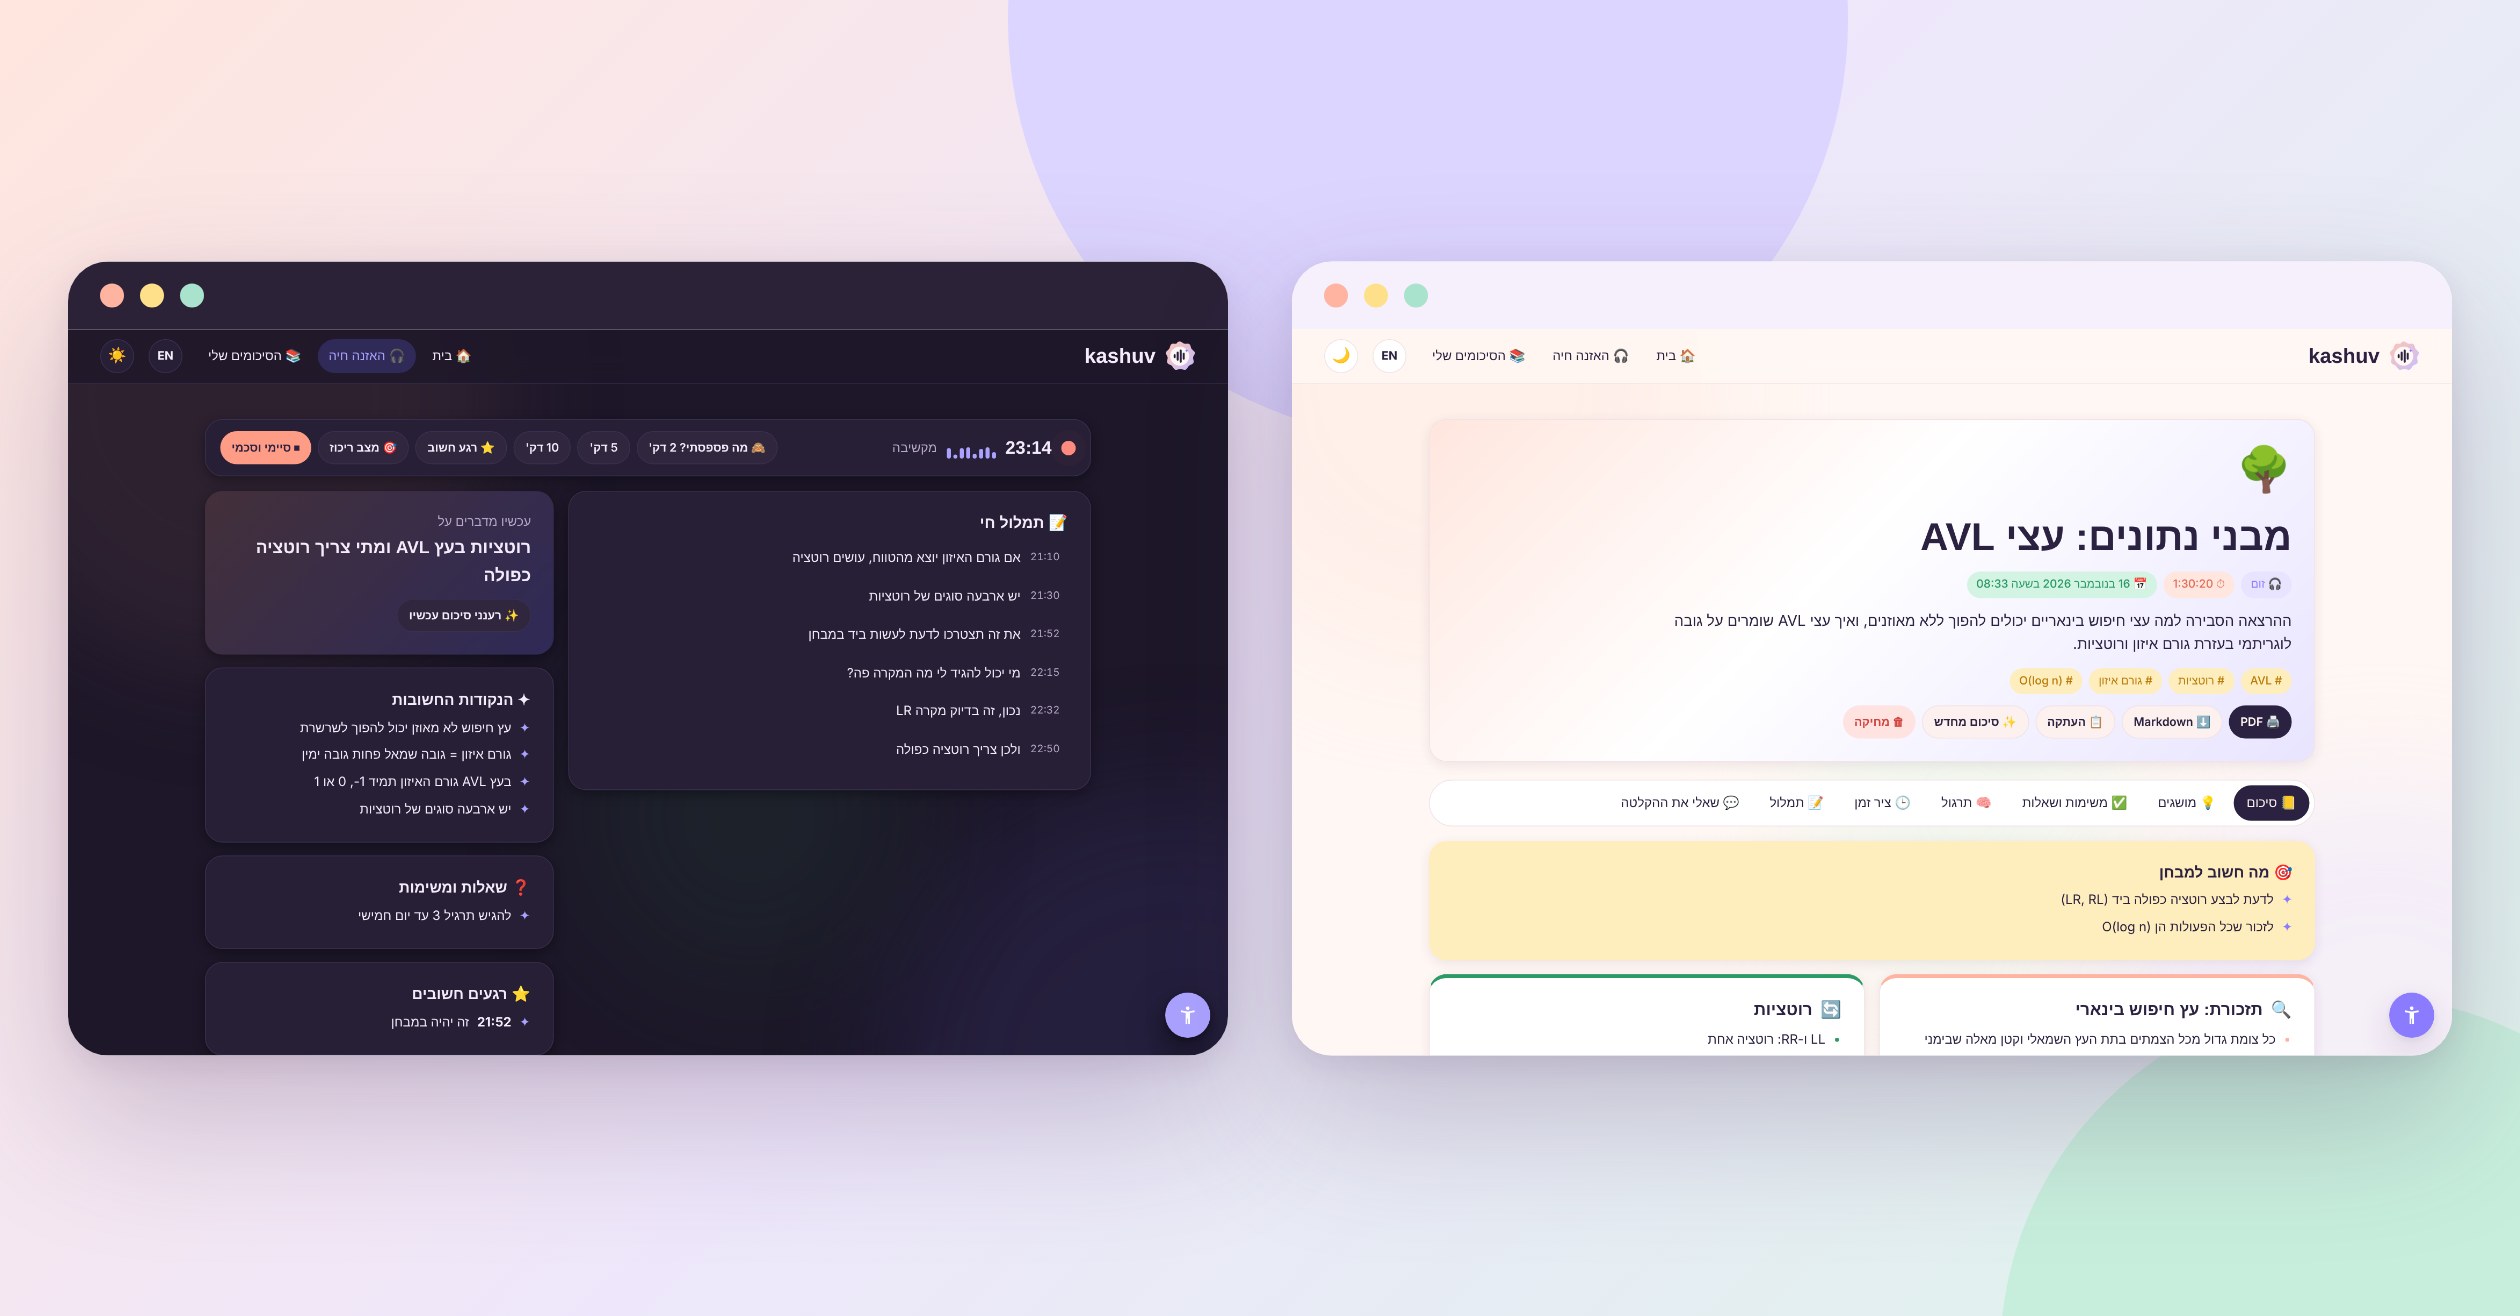 kashuv
🏠 בית
🎧 האזנה חיה
📚 הסיכומים שלי
EN
מבני נתונים: עצי AVL
🎧 זום
⏱ 1:30:20
📅 16 בנובמבר 2026 בשעה 08:33
ההרצאה הסבירה למה עצי חיפוש בינאריים יכולים להפוך ללא מאוזנים, ואיך עצי AVL שומרים על גובה
לוגריתמי בעזרת גורם איזון ורוטציות.
# AVL
# רוטציות
# גורם איזון
# O(log n)
🖨️ PDF
⬇️ Markdown
📋 העתקה
✨ סיכום מחדש
🗑 מחיקה
📒 סיכום
💡 מושגים
✅ משימות ושאלות
🧠 תרגול
🕒 ציר זמן
📝 תמלול
💬 שאלי את ההקלטה
🎯 מה חשוב למבחן
לדעת לבצע רוטציה כפולה ביד (LR, RL)
לזכור שכל הפעולות הן O(log n)
🔍 תזכורת: עץ חיפוש בינארי
כל צומת גדול מכל הצמתים בתת העץ השמאלי וקטן מאלה שבימני
🔄 רוטציות
LL ו-RR: רוטציה אחת
kashuv
🏠 בית
🎧 האזנה חיה
📚 הסיכומים שלי
EN
23:14
מקשיבה
🙈 מה פספסתי? 2 דק'
5 דק'
10 דק'
⭐ רגע חשוב
🎯 מצב ריכוז
■ סיימי וסכמי
📝 תמלול חי
21:10 אם גורם האיזון יוצא מהטווח, עושים רוטציה
21:30 יש ארבעה סוגים של רוטציות
21:52 את זה תצטרכו לדעת לעשות ביד במבחן
22:15 מי יכול להגיד לי מה המקרה פה?
22:32 נכון, זה בדיוק מקרה LR
22:50 ולכן צריך רוטציה כפולה
עכשיו מדברים על
רוטציות בעץ AVL ומתי צריך רוטציה
כפולה
✨ רענני סיכום עכשיו
✦ הנקודות החשובות
עץ חיפוש לא מאוזן יכול להפוך לשרשרת
גורם איזון = גובה שמאל פחות גובה ימין
בעץ AVL גורם האיזון תמיד 1-, 0 או 1
יש ארבעה סוגים של רוטציות
❓ שאלות ומשימות
להגיש תרגיל 3 עד יום חמישי
⭐ רגעים חשובים
21:52 זה יהיה במבחן